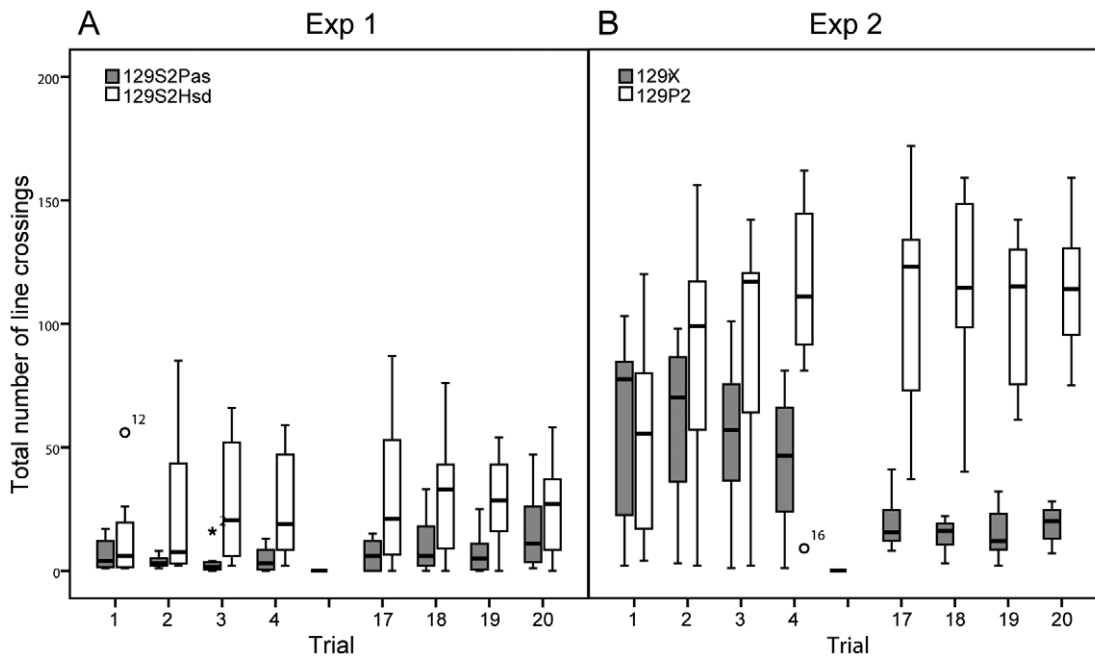 A Exp 1
B Exp 2
Total number of line crossings
200
150
100
50
0
129S2Pas
129S2Hsd
12
2
1 2 3 4 17 18 19 20
Trial
129X
129P2
16
1 2 3 4 17 18 19 20
Trial